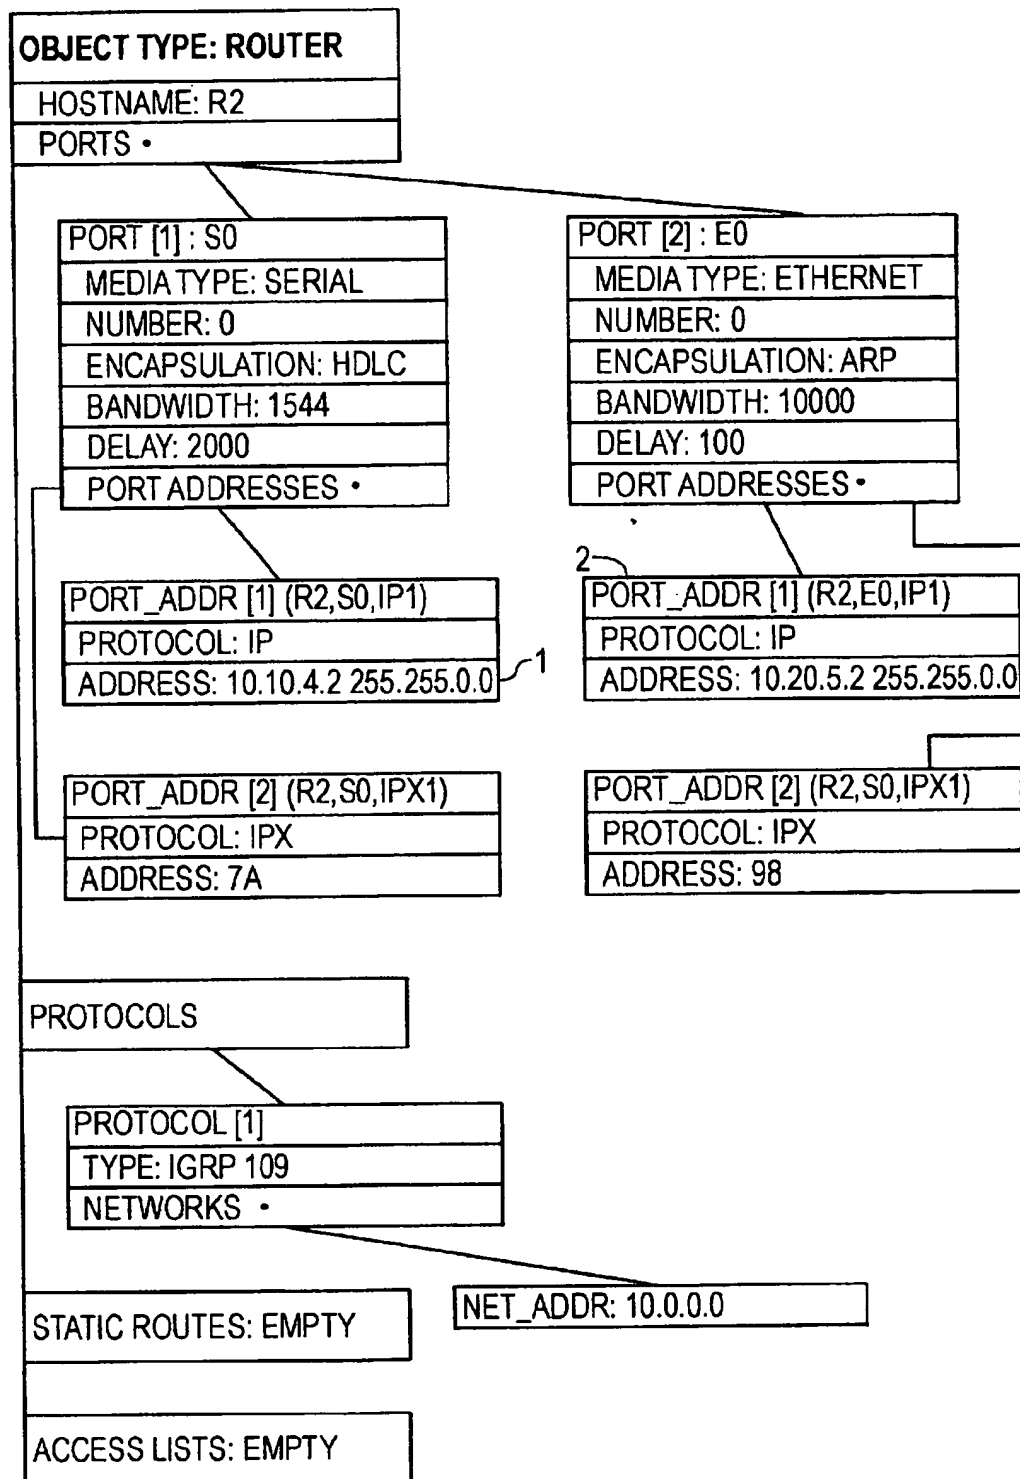 OBJECT TYPE: ROUTER
HOSTNAME: R2
PORTS •
PORT [1] : S0
MEDIA TYPE: SERIAL
NUMBER: 0
ENCAPSULATION: HDLC
BANDWIDTH: 1544
DELAY: 2000
PORT ADDRESSES •
PORT [2] : E0
MEDIA TYPE: ETHERNET
NUMBER: 0
ENCAPSULATION: ARP
BANDWIDTH: 10000
DELAY: 100
PORT ADDRESSES •
PORT_ADDR [1] (R2,S0,IP1)
PROTOCOL: IP
ADDRESS: 10.10.4.2 255.255.0.0
1
2
PORT_ADDR [1] (R2,E0,IP1)
PROTOCOL: IP
ADDRESS: 10.20.5.2 255.255.0.0
PORT_ADDR [2] (R2,S0,IPX1)
PROTOCOL: IPX
ADDRESS: 7A
PORT_ADDR [2] (R2,S0,IPX1)
PROTOCOL: IPX
ADDRESS: 98
PROTOCOLS
PROTOCOL [1]
TYPE: IGRP 109
NETWORKS •
NET_ADDR: 10.0.0.0
STATIC ROUTES: EMPTY
ACCESS LISTS: EMPTY